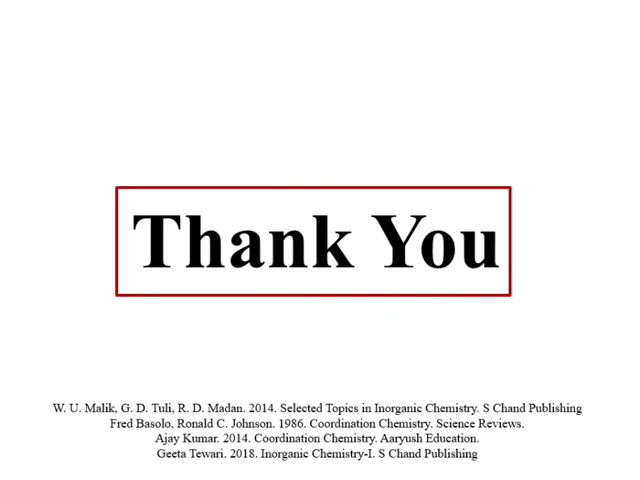 Thank You
W. U. Malik, G. D. Tuli, R. D. Madan. 2014. Selected Topics in Inorganic Chemistry. S Chand Publishing
Fred Basolo, Ronald C. Johnson. 1986. Coordination Chemistry. Science Reviews.
Ajay Kumar. 2014. Coordination Chemistry. Aaryush Education.
Geeta Tewari. 2018. Inorganic Chemistry-I. S Chand Publishing